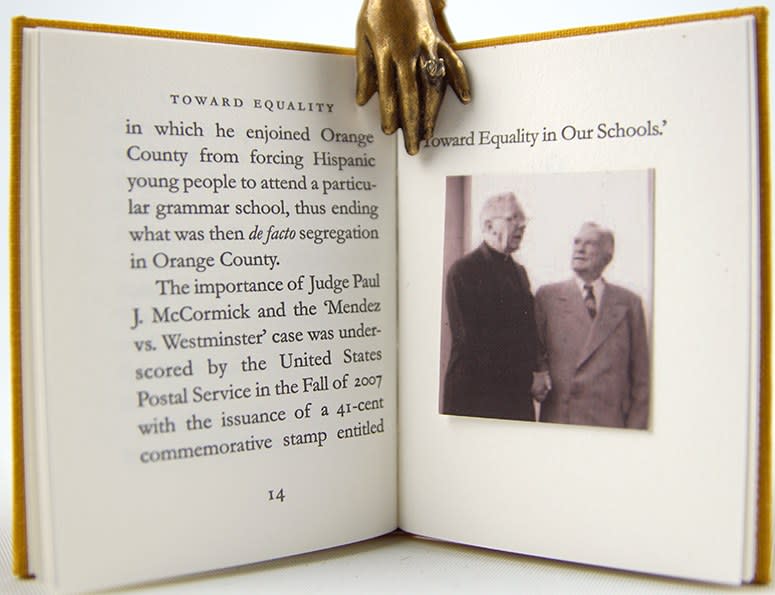 TOWARD EQUALITY
in which he enjoined Orange
County from forcing Hispanic
young people to attend a particu-
lar grammar school, thus ending
what was then de facto segregation
in Orange County.
The importance of Judge Paul
J. McCormick and the ‘Mendez
vs. Westminster’ case was under-
scored by the United States
Postal Service in the Fall of 2007
with the issuance of a 41-cent
commemorative stamp entitled
14
Toward Equality in Our Schools.’